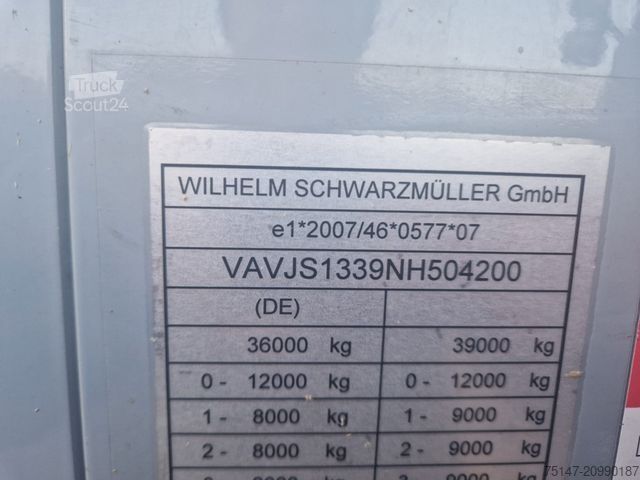 Truck
Scout24
WILHELM SCHWARZMÜLLER GmbH
e1*2007/46*0577*07
VAVJS1339NH504200
(DE)
36000 kg 39000 kg
0 - 12000 kg 0 - 12000 kg
1 - 8000 kg 1 - 9000 kg
2 - 8000 kg 2 - 9000 kg
75147-20990187